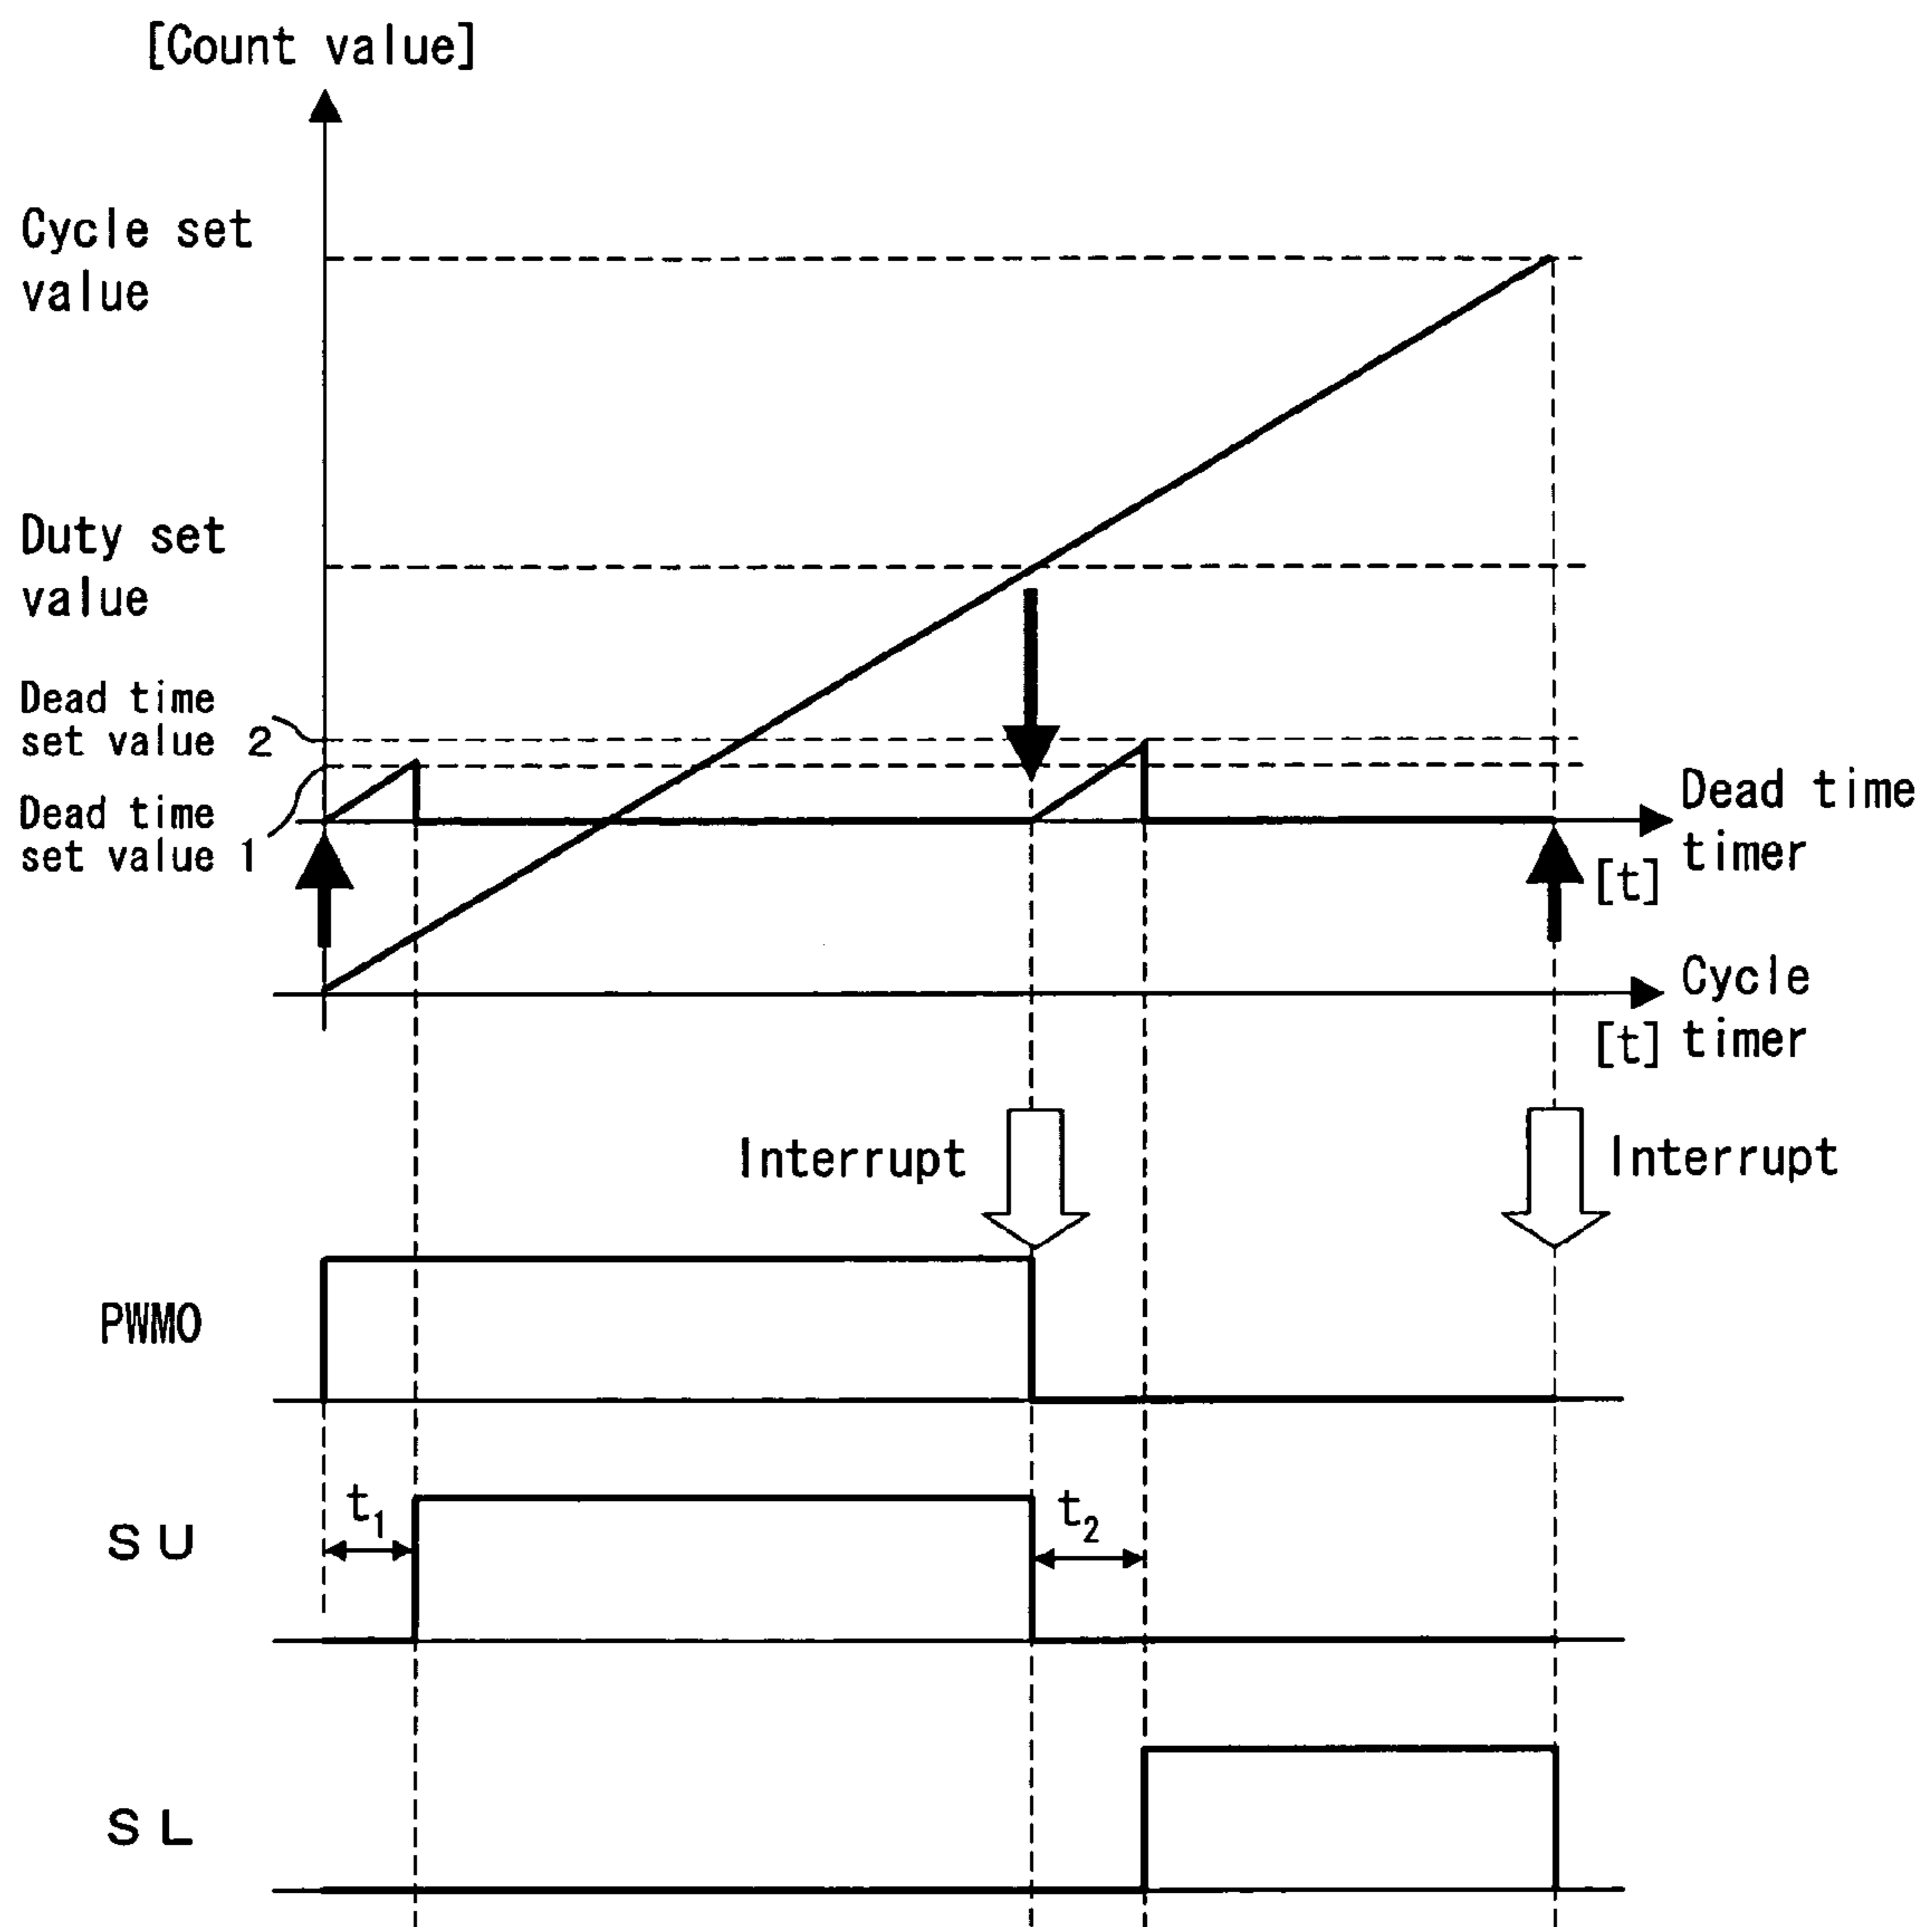 [Count value]
Cycle set
value
Duty set
value
Dead time
set value 2
Dead time
set value 1
Dead time
timer
[t]
Cycle
timer
[t]
Interrupt
Interrupt
PWMO
t1
SU
t2
SL